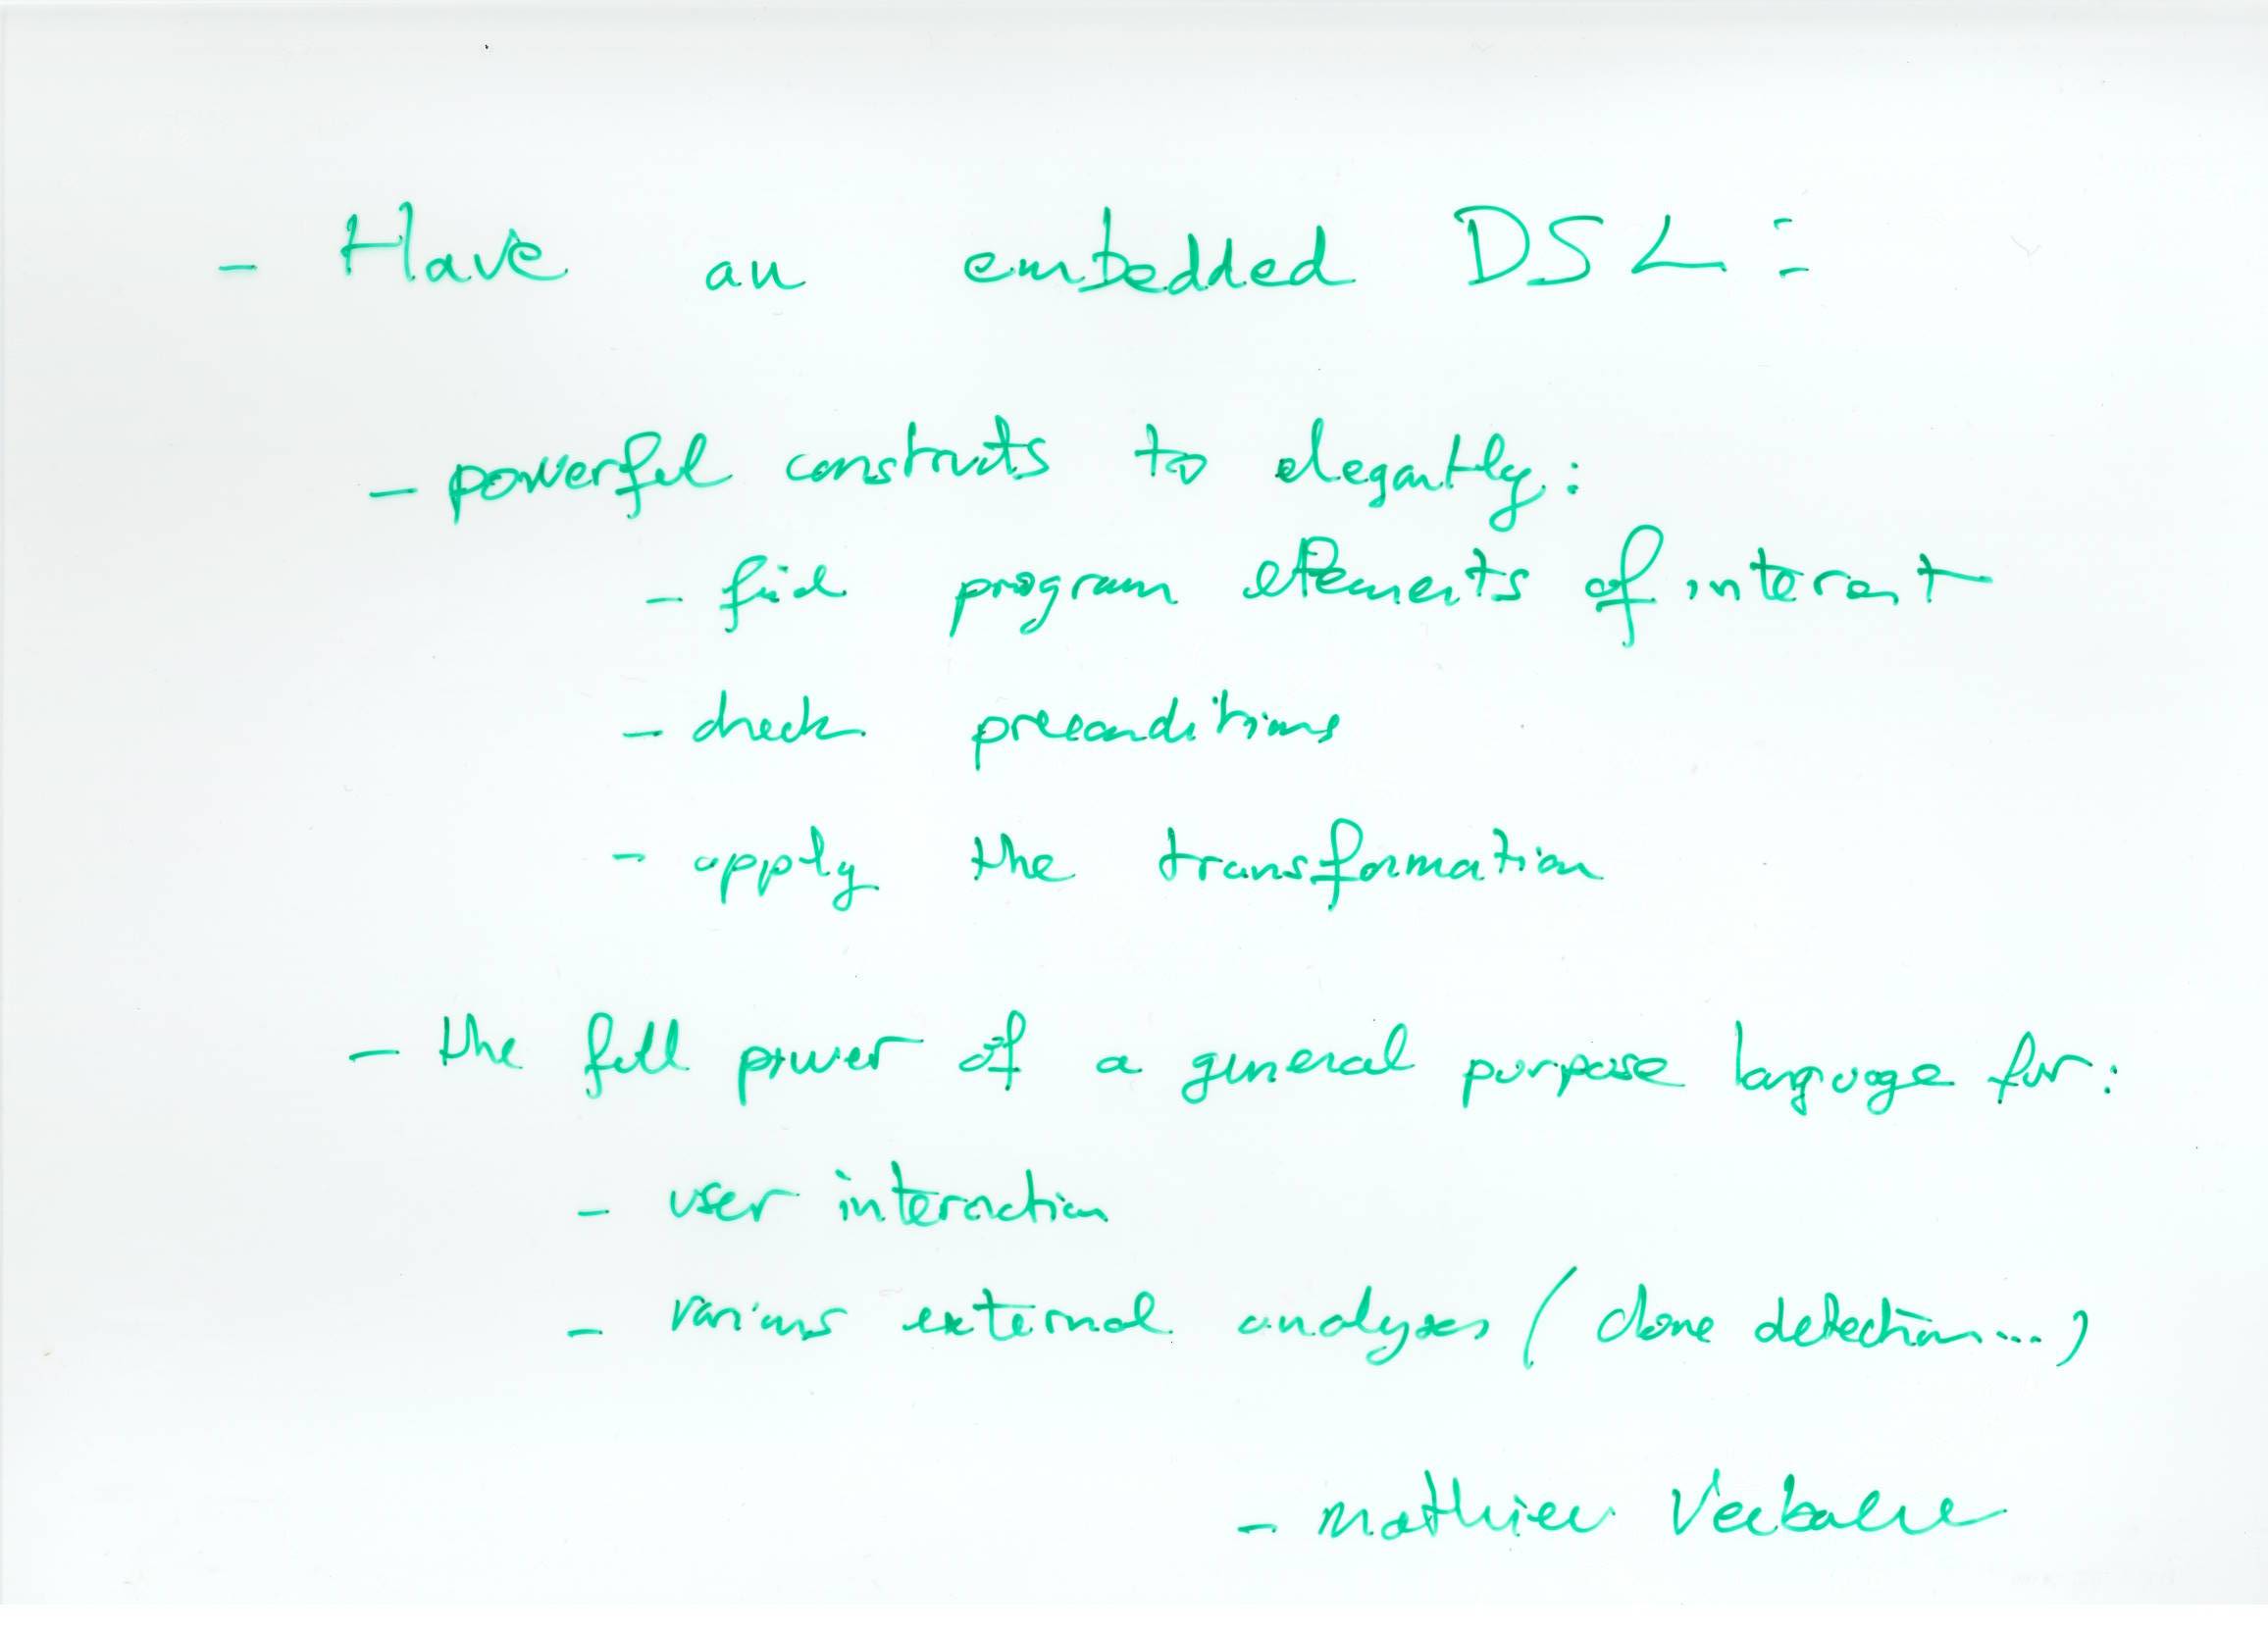 - Have an embedded DSL:
- powerful constructs to elegantly:
- find program elements of interest
- check preconditions
- apply the transformation
- the full power of a general purpose language for:
- user interaction
- various external analyses (clone detection...)
- Mathieu Verbaere